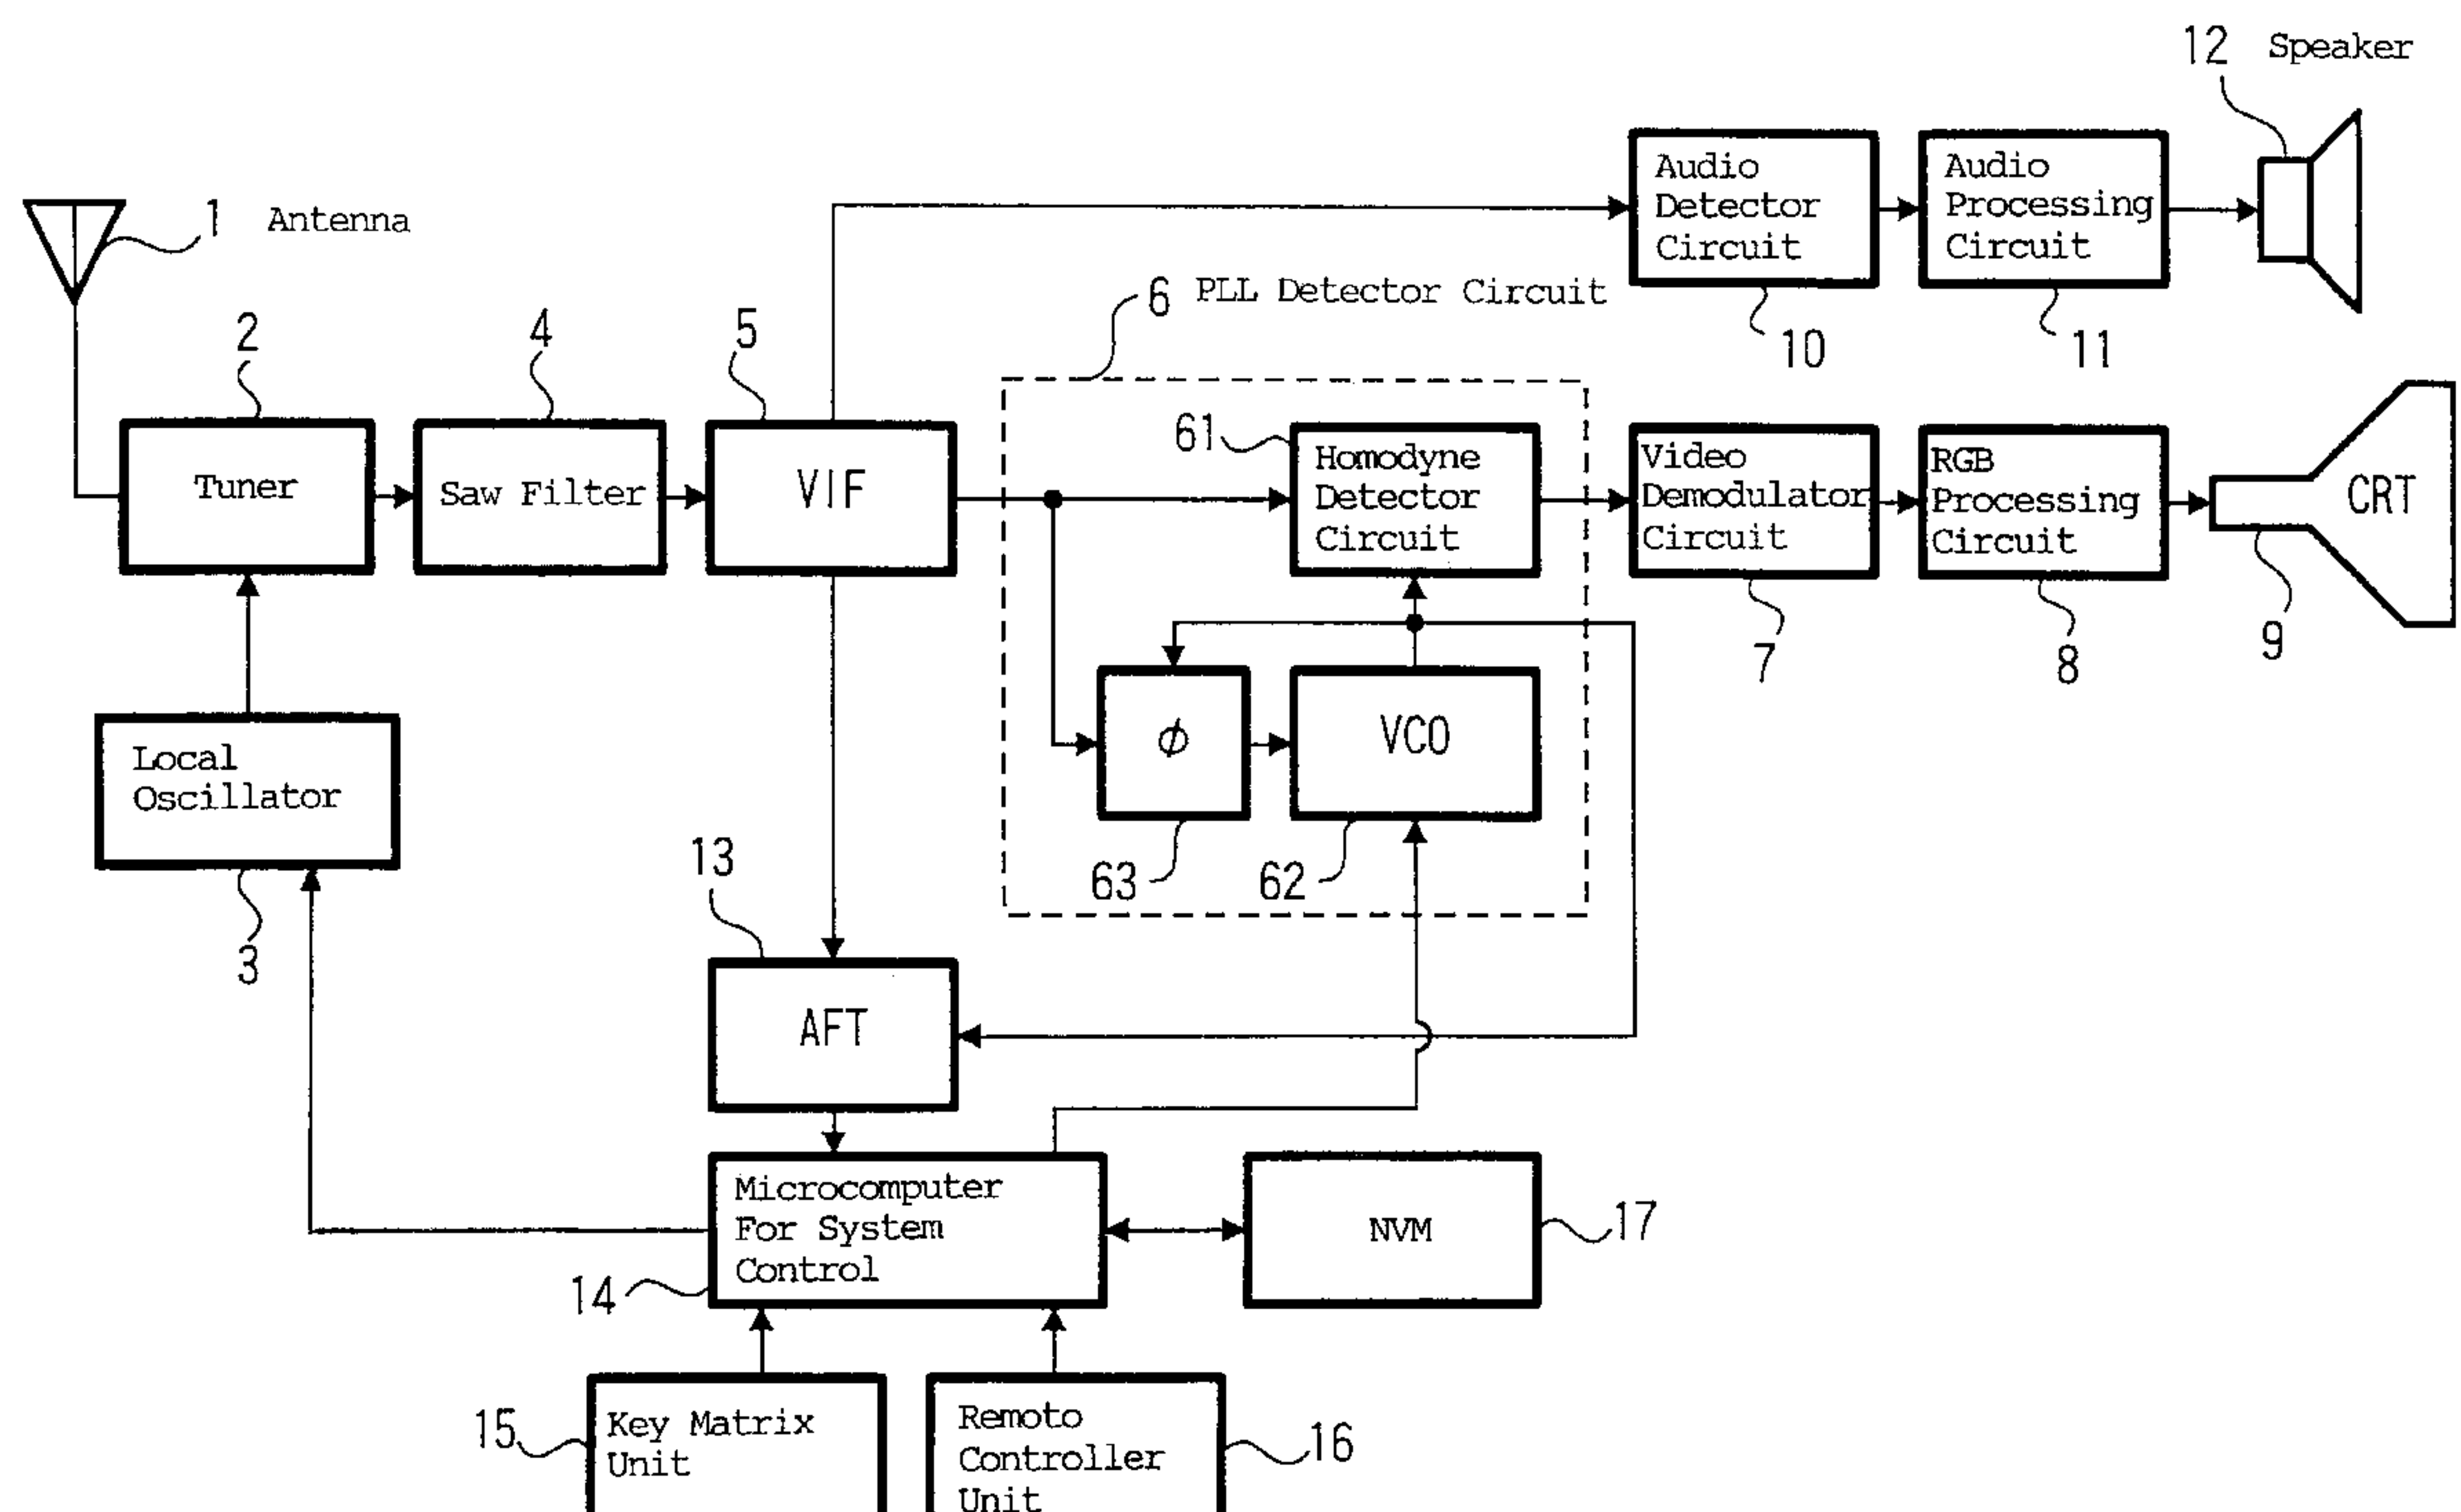 12 Speaker
Audio
Detector
Circuit
Audio
Processing
Circuit
1 Antenna
6 PLL Detector Circuit
10
11
2
4
5
61
Tuner
Saw Filter
VIF
Homodyne
Detector
Circuit
Video
Demodulator
Circuit
RGB
Processing
Circuit
CRT
7
8
9
Local
Oscillator
ϕ
VCO
3
13
63
62
AFT
Microcomputer
For System
Control
14
NVM
17
15
Key Matrix
Unit
Remoto
Controller
Unit
16